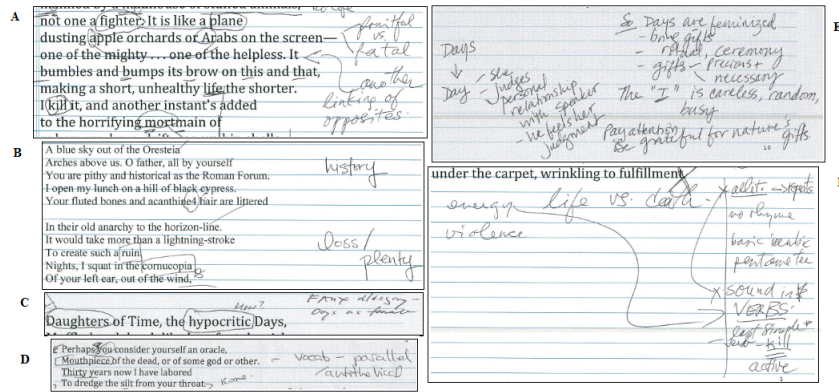 A
not one a fighter. It is like a plane
dusting apple orchards or Arabs on the screen—
one of the mighty . . . one of the helpless. It
bumbles and bumps its brow on this and that,
making a short, unhealthy life the shorter.
I kill it, and another instant's added
to the horrifying mortmain of
fruitful
vs.
fatal
another
linking of
opposites
B
A blue sky out of the Oresteia
Arches above us. O father, all by yourself
You are pithy and historical as the Roman Forum.
I open my lunch on a hill of black cypress.
Your fluted bones and acanthine4 hair are littered
In their old anarchy to the horizon-line.
It would take more than a lightning-stroke
To create such a ruin.
Nights, I squat in the cornucopia
Of your left ear, out of the wind,
history
loss/
plenty
C
Daughters of Time, the hypocritic Days,
D
Perhaps you consider yourself an oracle,
Mouthpiece of the dead, or of some god or other.
Thirty years now I have labored
To dredge the silt from your throat.
- vocab - parallel
/antithetical
E
Days
Day
- she
- judges
- personal
relationship
with speaker
- he feels her
judgment
So Days are feminized
- bring gifts
- ritual, ceremony
- gifts - precious +
necessary
The "I" is careless, random,
busy
Pay attention
Be grateful for nature's
gifts
under the carpet, wrinkling to fulfillment.
energy life vs. death
violence
allit. → repeats
no rhyme
basic iambic
pentameter
sound in
VERBS
kill
active